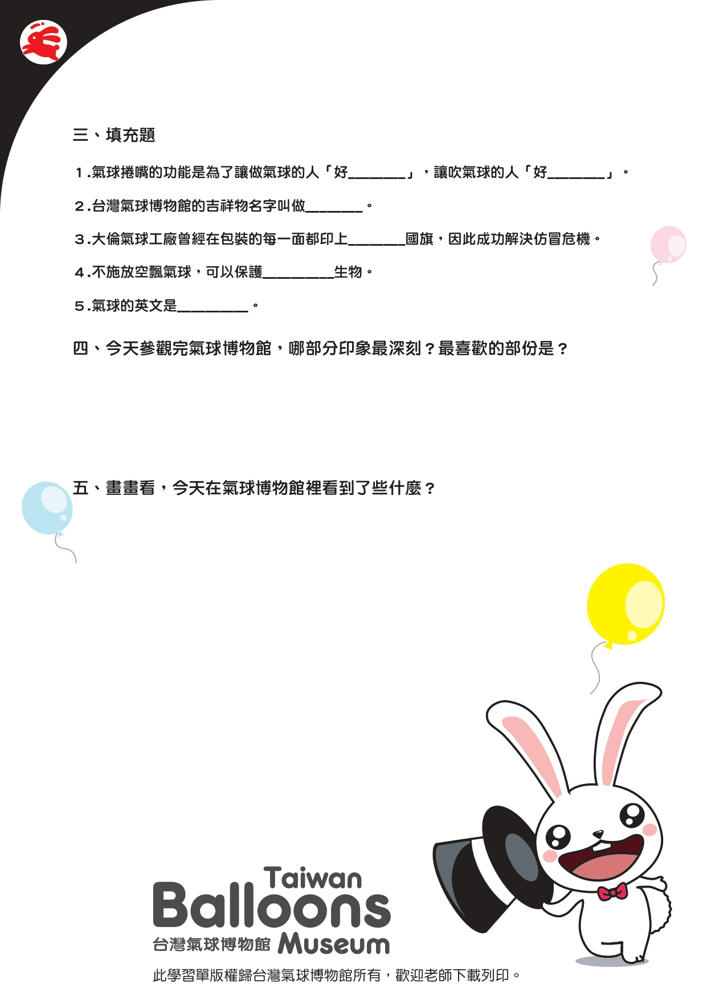 三、填充題
1.氣球捲嘴的功能是為了讓做氣球的人「好________」，讓吹氣球的人「好________」。
2.台灣氣球博物館的吉祥物名字叫做________。
3.大倫氣球工廠曾經在包裝的每一面都印上________國旗，因此成功解決仿冒危機。
4.不施放空飄氣球，可以保護__________生物。
5.氣球的英文是__________。
四、今天參觀完氣球博物館，哪部分印象最深刻？最喜歡的部份是？
五、畫畫看，今天在氣球博物館裡看到了些什麼？
Taiwan
Balloons
台灣氣球博物館 Museum
此學習單版權歸台灣氣球博物館所有，歡迎老師下載列印。